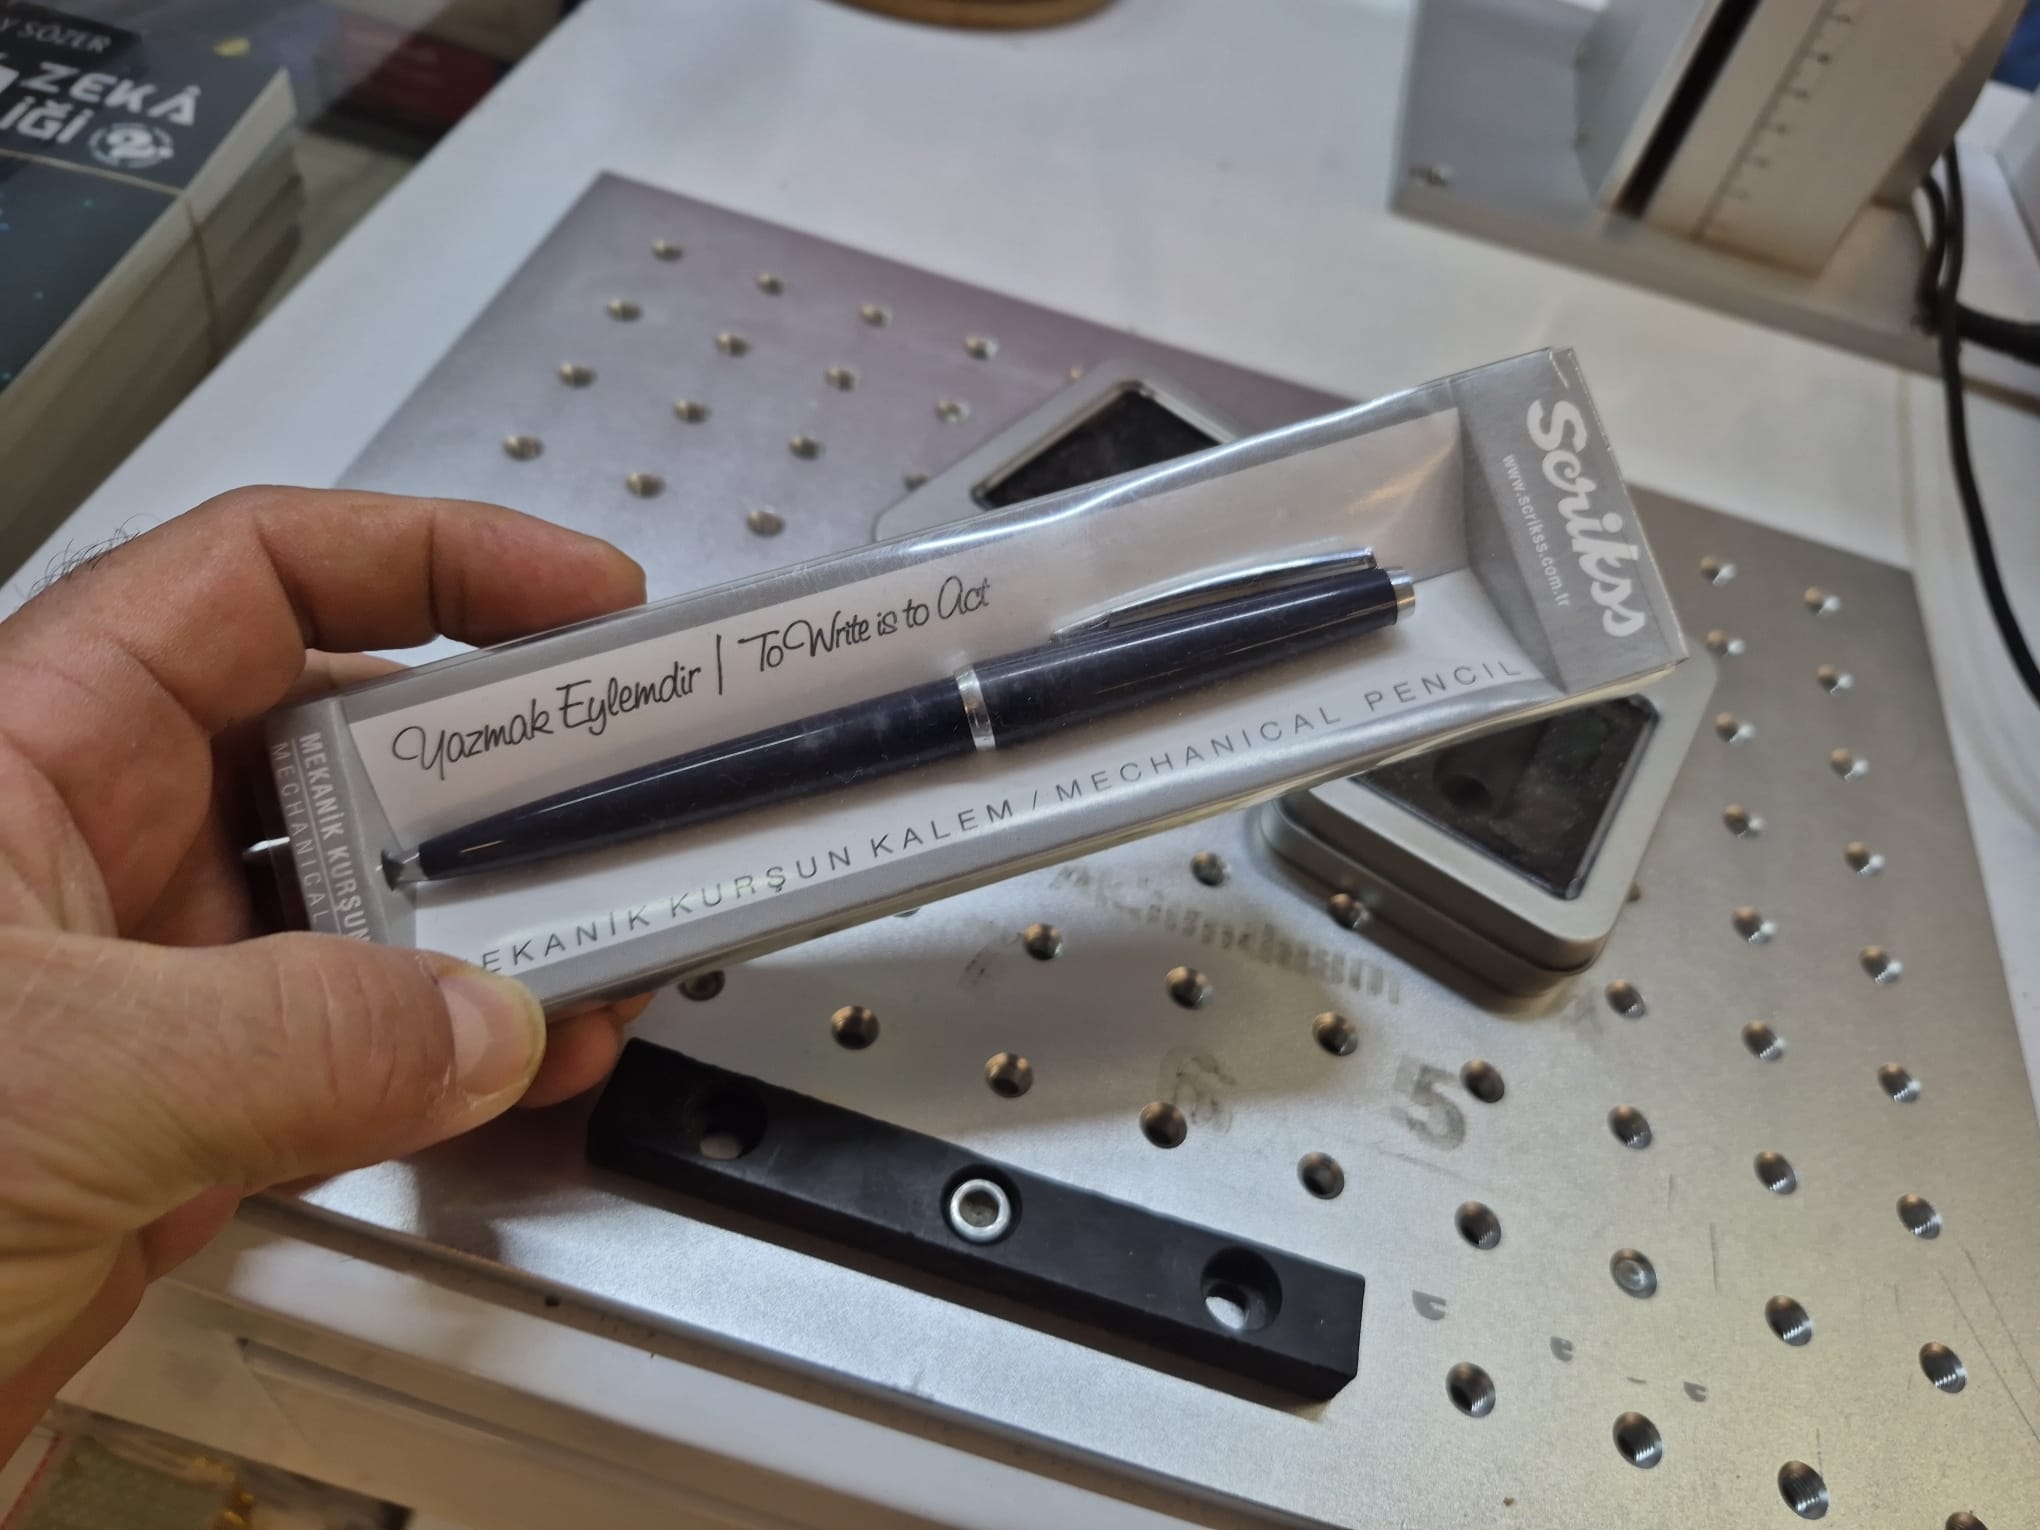 Y SÖZER
ZEKÂ
İĞİ
Scrikss
www.scrikss.com.tr
Yazmak Eylemdir | To Write is to Act
EKANİK KURŞUN KALEM / MECHANICAL PENCIL
MEKANİK KURŞUN
MECHANICAL
5